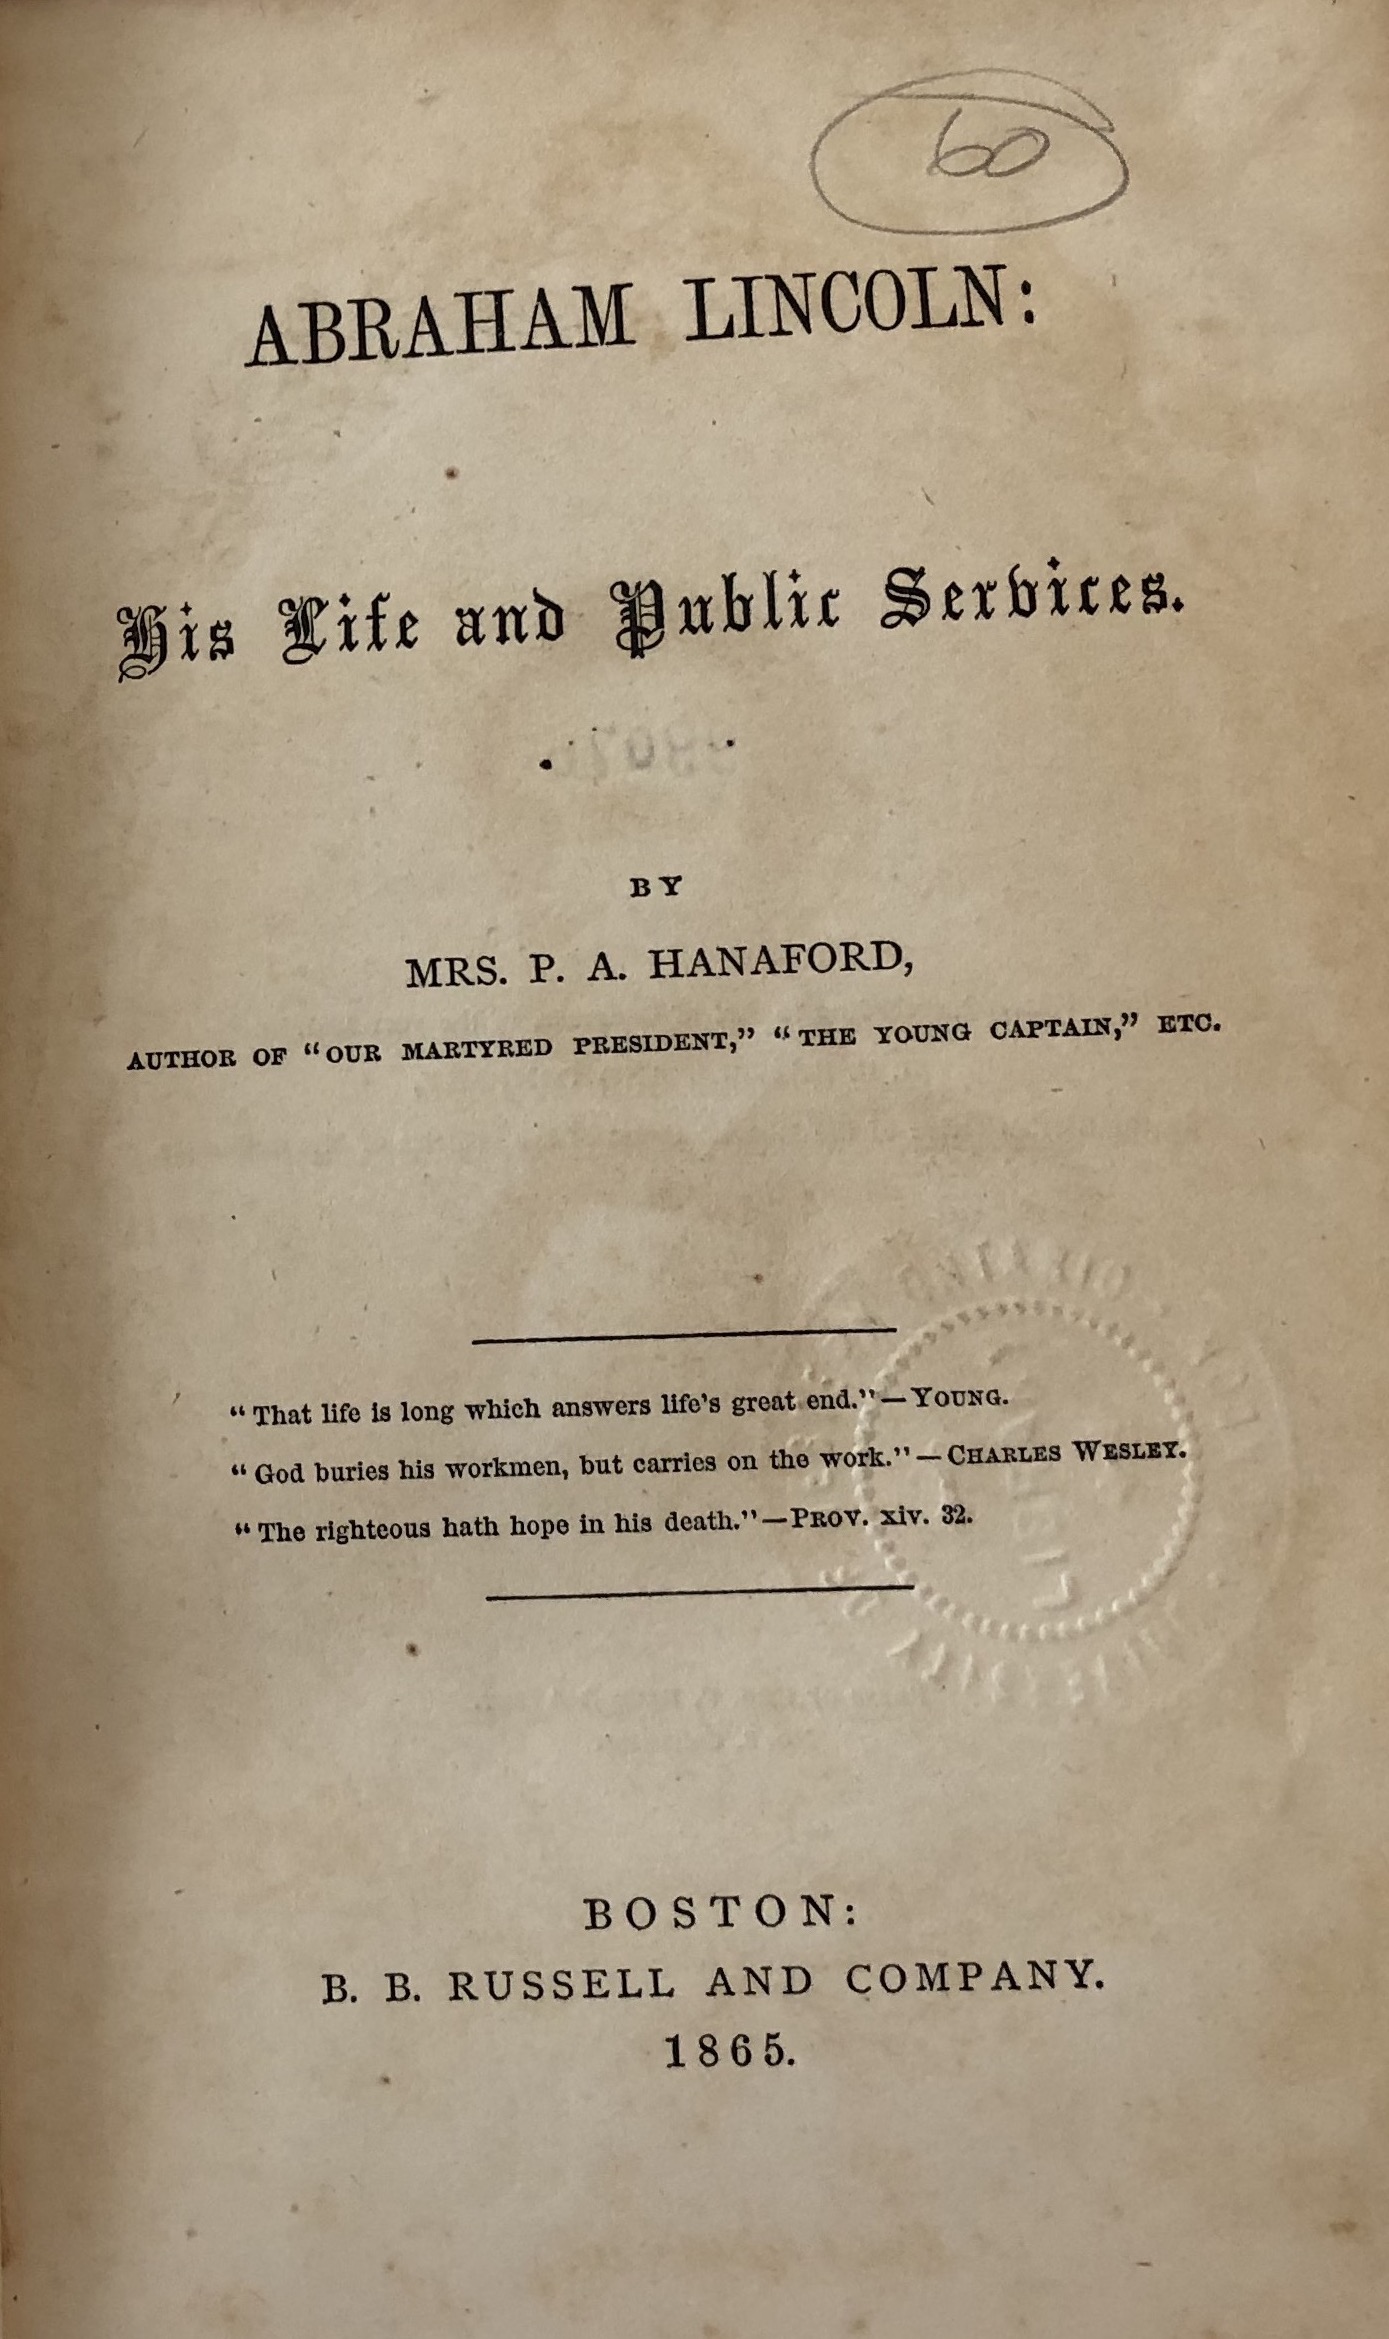 60
ABRAHAM LINCOLN:
His Life and Public Services.
BY
MRS. P. A. HANAFORD,
AUTHOR OF “OUR MARTYRED PRESIDENT,” “THE YOUNG CAPTAIN,” ETC.
“That life is long which answers life's great end.”—YOUNG.
“God buries his workmen, but carries on the work.”—CHARLES WESLEY.
“The righteous hath hope in his death.”—PROV. xiv. 32.
BOSTON:
B. B. RUSSELL AND COMPANY.
1865.